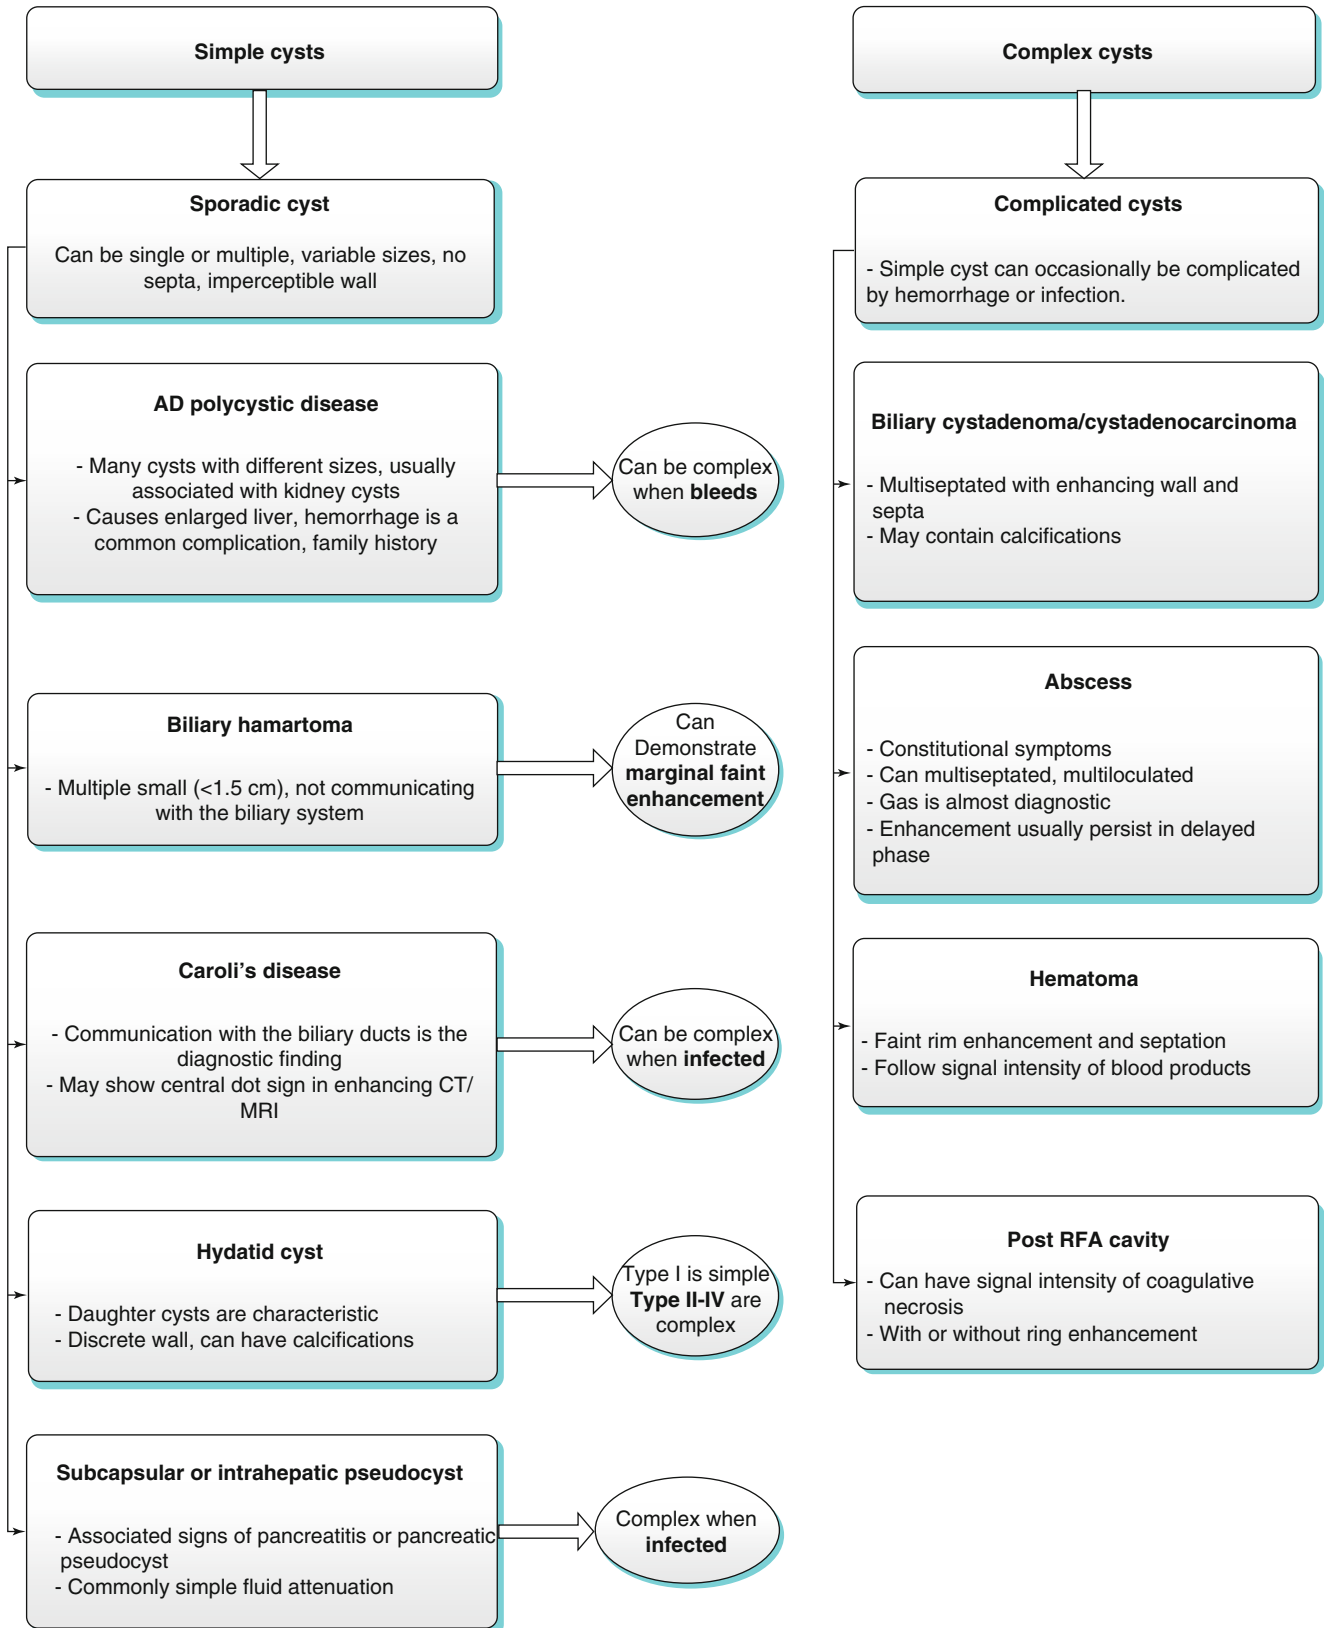 Simple cysts
Sporadic cyst
Can be single or multiple, variable sizes, no
septa, imperceptible wall
AD polycystic disease
- Many cysts with different sizes, usually
associated with kidney cysts
- Causes enlarged liver, hemorrhage is a
common complication, family history
Can be complex
when bleeds
Biliary hamartoma
- Multiple small (<1.5 cm), not communicating
with the biliary system
Can
Demonstrate
marginal faint
enhancement
Caroli's disease
- Communication with the biliary ducts is the
diagnostic finding
- May show central dot sign in enhancing CT/
MRI
Can be complex
when infected
Hydatid cyst
- Daughter cysts are characteristic
- Discrete wall, can have calcifications
Type I is simple
Type II-IV are
complex
Subcapsular or intrahepatic pseudocyst
- Associated signs of pancreatitis or pancreatic
pseudocyst
- Commonly simple fluid attenuation
Complex when
infected
Complex cysts
Complicated cysts
- Simple cyst can occasionally be complicated
by hemorrhage or infection.
Biliary cystadenoma/cystadenocarcinoma
- Multiseptated with enhancing wall and
septa
- May contain calcifications
Abscess
- Constitutional symptoms
- Can multiseptated, multiloculated
- Gas is almost diagnostic
- Enhancement usually persist in delayed
phase
Hematoma
- Faint rim enhancement and septation
- Follow signal intensity of blood products
Post RFA cavity
- Can have signal intensity of coagulative
necrosis
- With or without ring enhancement